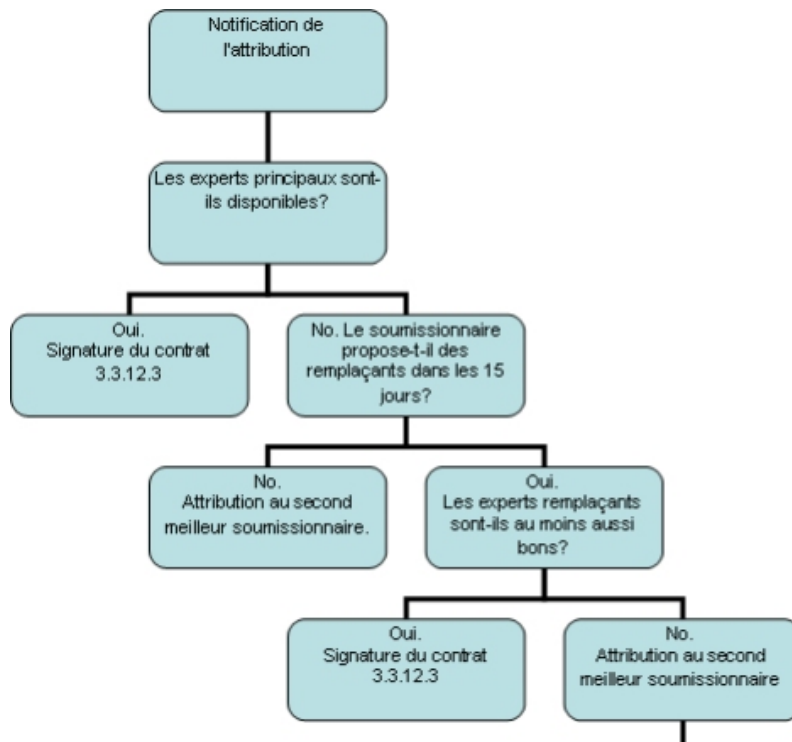 Notification de
l'attribution
Les experts principaux sont-
ils disponibles?
Oui.
Signature du contrat
3.3.12.3
No. Le soumissionnaire
propose-t-il des
remplaçants dans les 15
jours?
No.
Attribution au second
meilleur soumissionnaire.
Oui.
Les experts remplaçants
sont-ils au moins aussi
bons?
Oui.
Signature du contrat
3.3.12.3
No.
Attribution au second
meilleur soumissionnaire